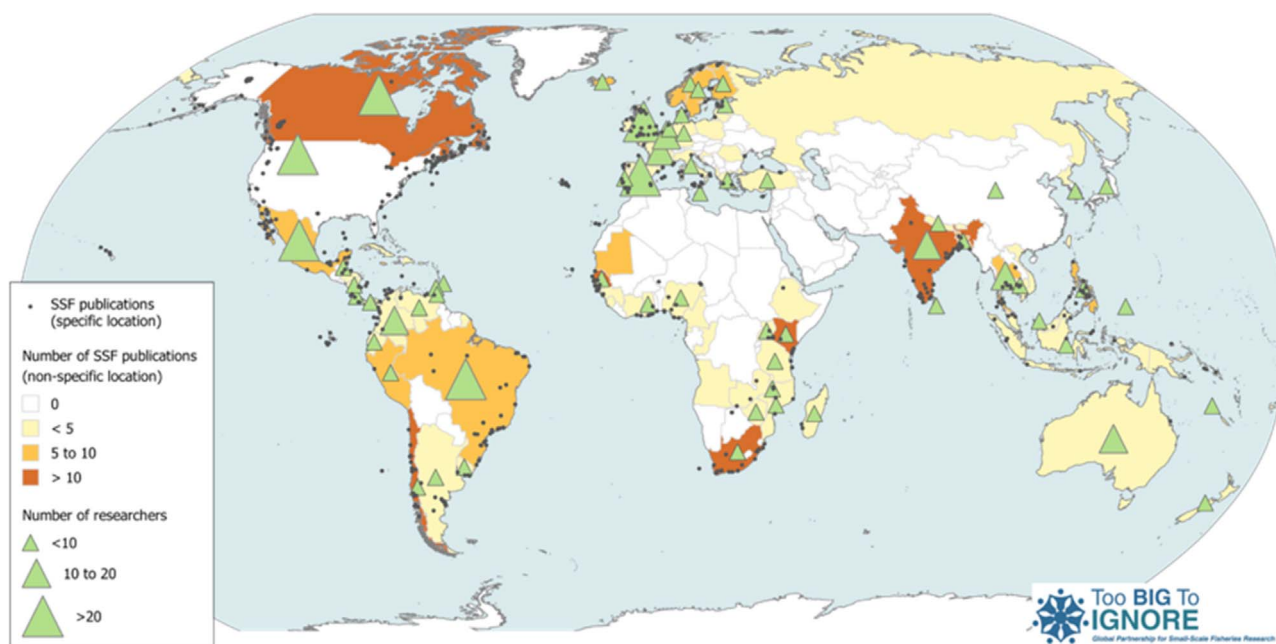 SSF publications
(specific location)
Number of SSF publications
(non-specific location)
0
< 5
5 to 10
> 10
Number of researchers
<10
10 to 20
>20
Too BIG To
IGNORE
Global Partnership for Small-Scale Fisheries Research